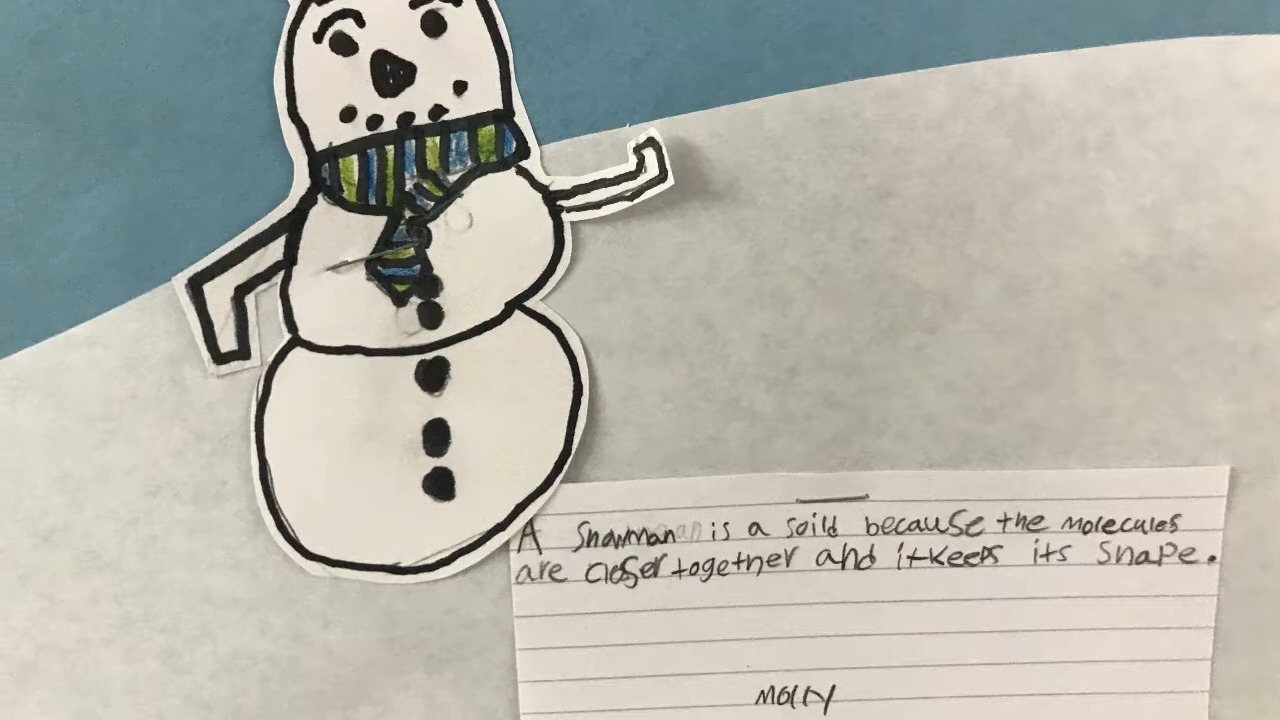 A Snowman is a soild because the molecules
are closer together and it keeps its shape.
Molly